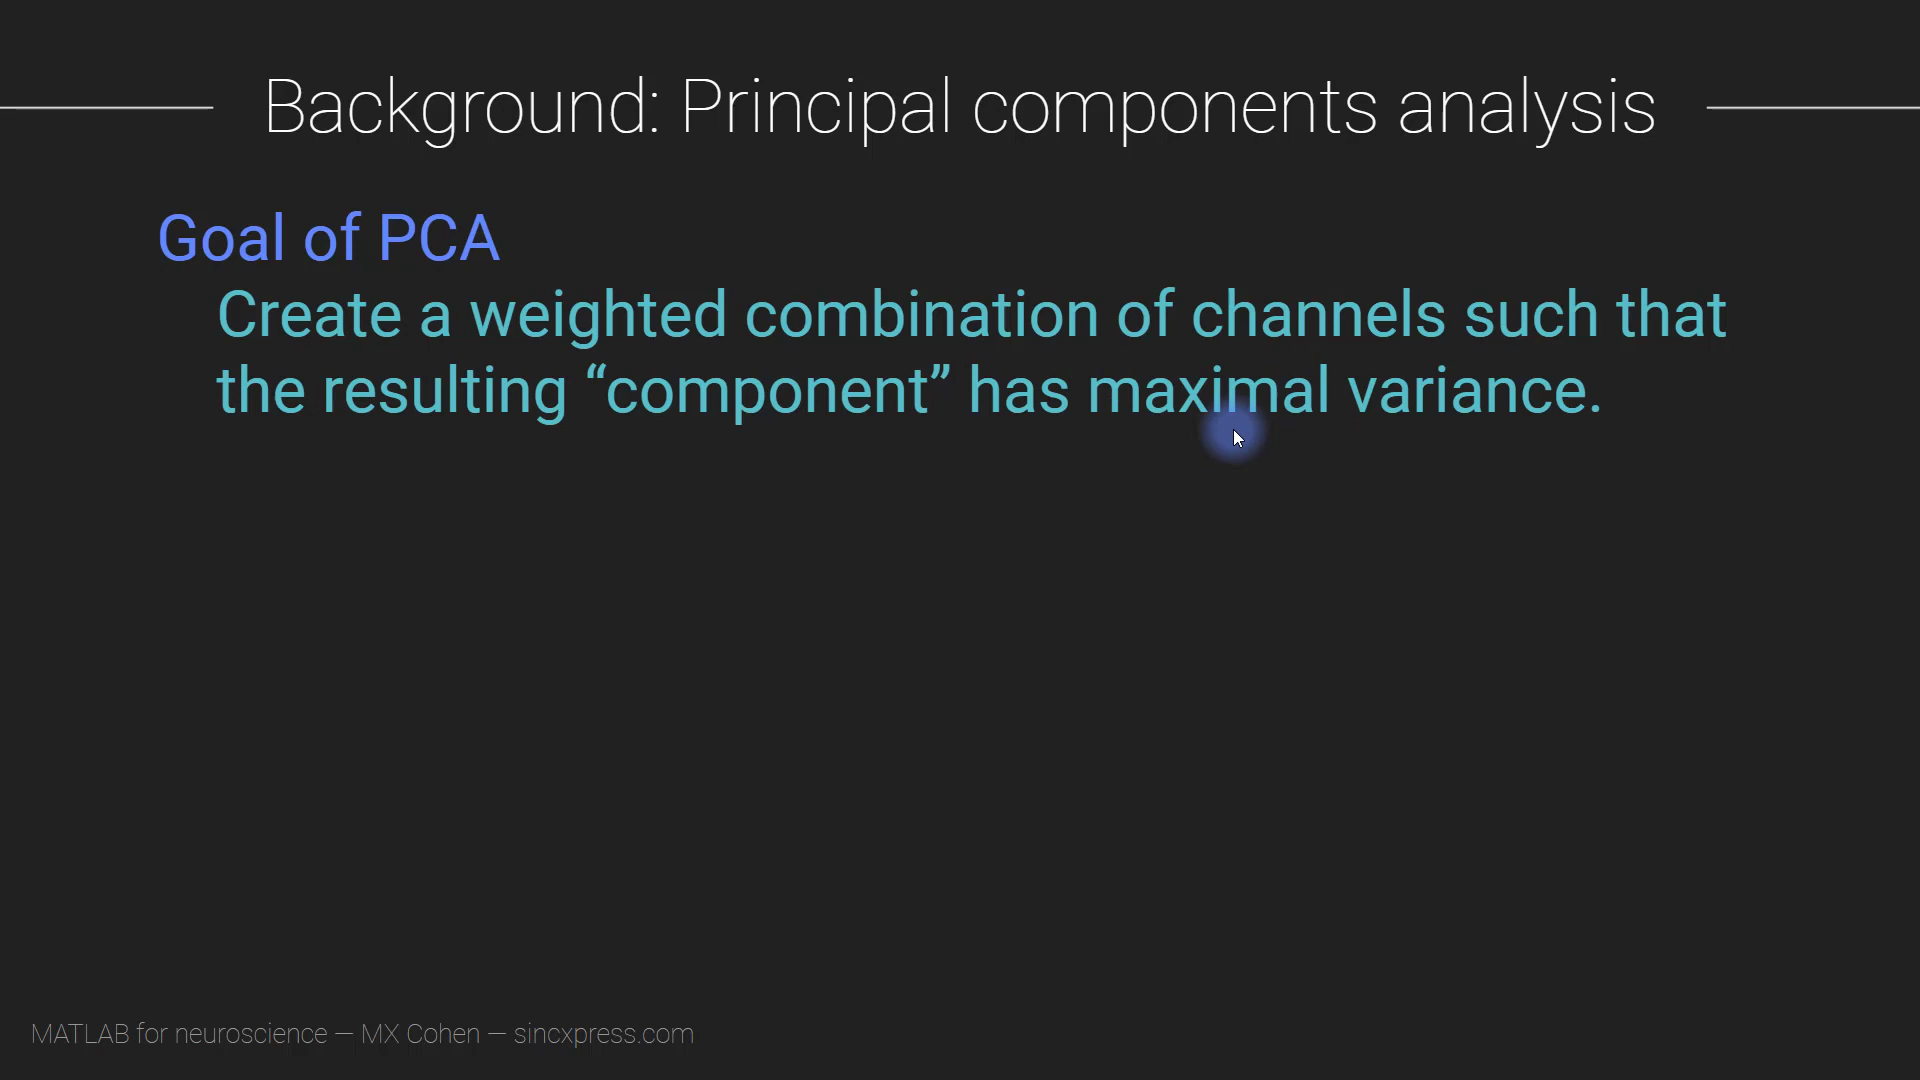 Background: Principal components analysis
Goal of PCA
Create a weighted combination of channels such that
the resulting “component” has maximal variance.
MATLAB for neuroscience — MX Cohen — sincxpress.com